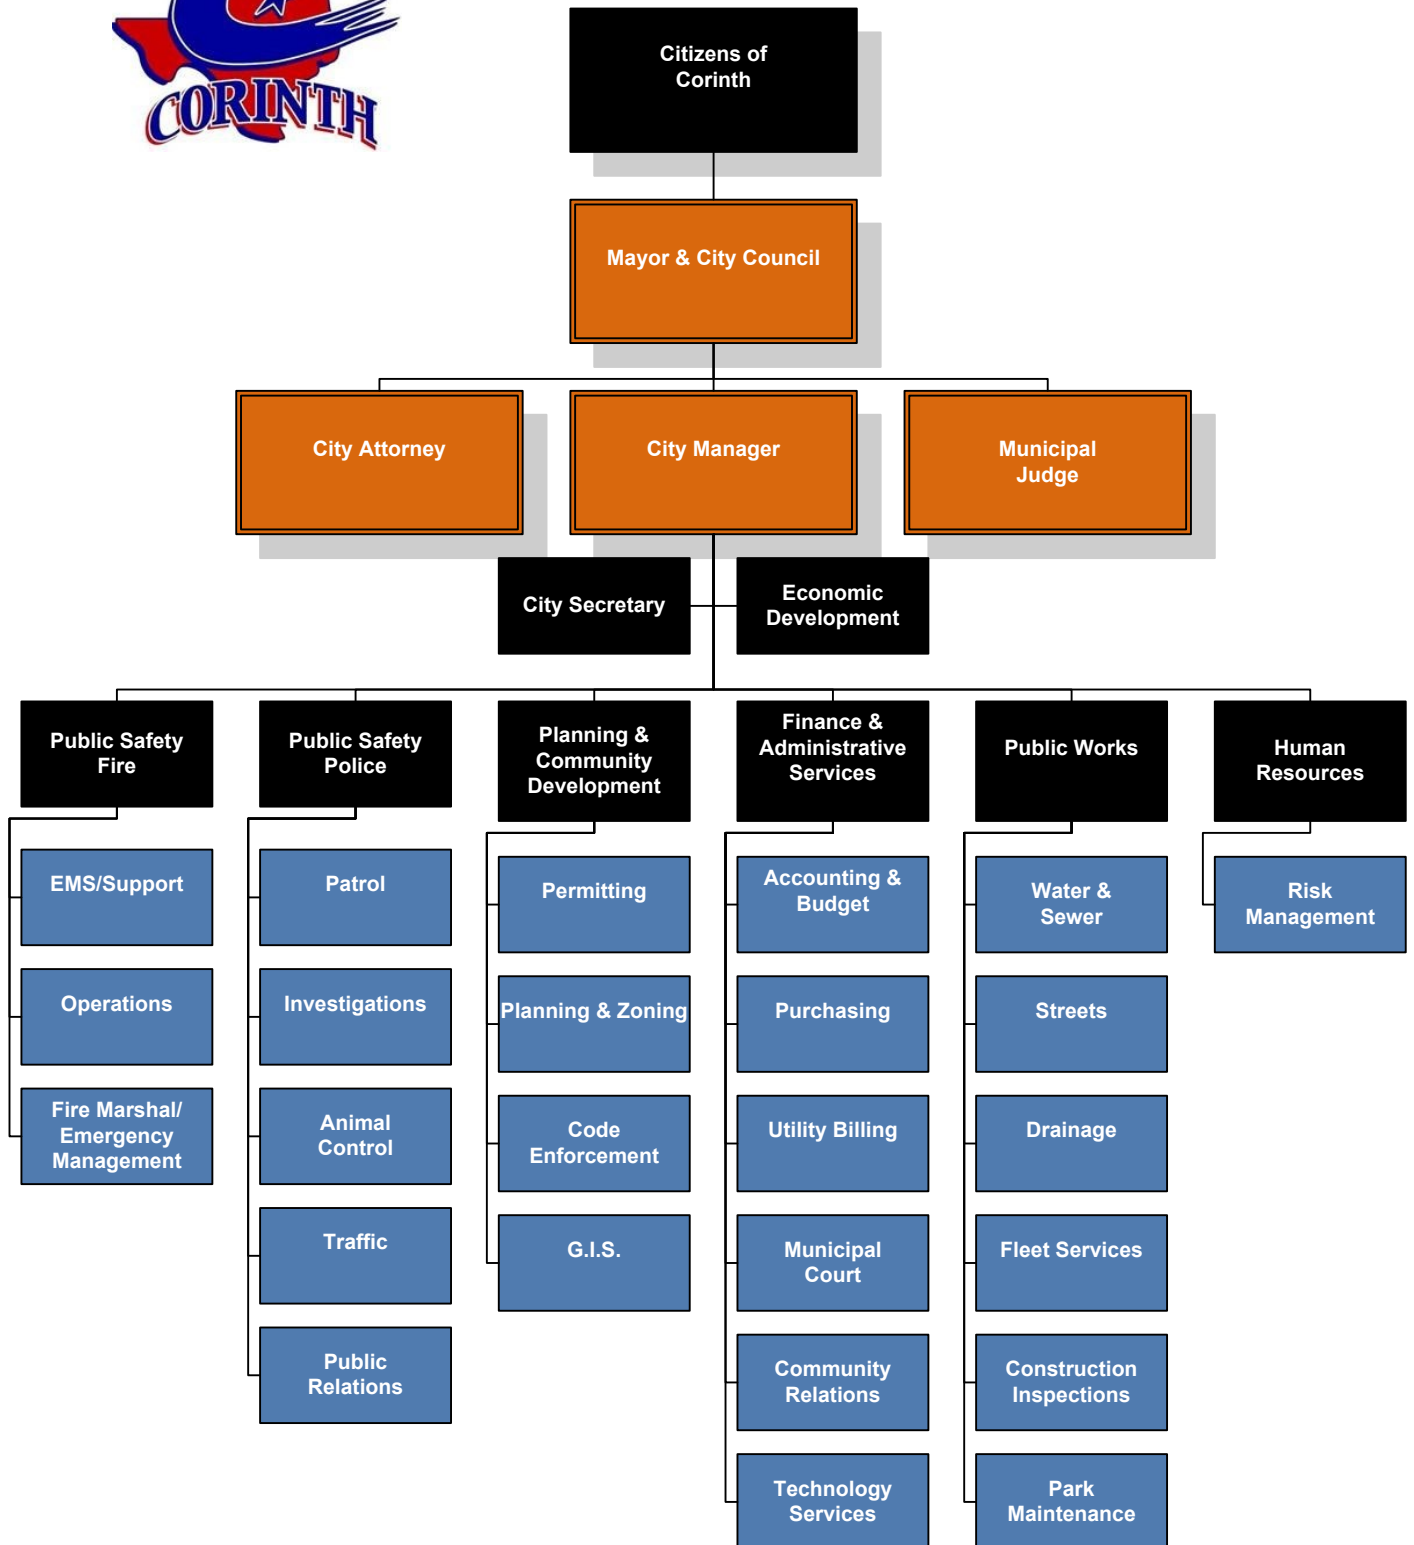 CORINTH
Citizens of
Corinth
Mayor & City Council
City Attorney
City Manager
Municipal
Judge
City Secretary
Economic
Development
Public Safety
Fire
Public Safety
Police
Planning &
Community
Development
Finance &
Administrative
Services
Public Works
Human
Resources
EMS/Support
Operations
Fire Marshal/
Emergency
Management
Patrol
Investigations
Animal
Control
Traffic
Public
Relations
Permitting
Planning & Zoning
Code
Enforcement
G.I.S.
Accounting &
Budget
Purchasing
Utility Billing
Municipal
Court
Community
Relations
Technology
Services
Water &
Sewer
Streets
Drainage
Fleet Services
Construction
Inspections
Park
Maintenance
Risk
Management